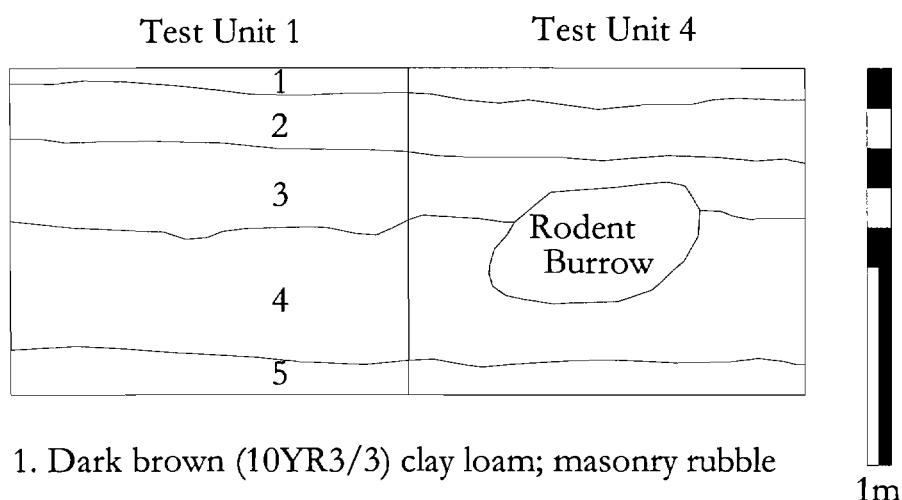 Test Unit 1
Test Unit 4
1
2
3
4
5
Rodent
Burrow
1. Dark brown (10YR3/3) clay loam; masonry rubble
1m